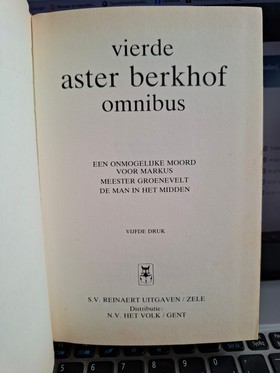 vierde
aster berkhof
omnibus
EEN ONMOGELIJKE MOORD
VOOR MARKUS
MEESTER GROENEVELT
DE MAN IN HET MIDDEN
VIJFDE DRUK
S.V. REINAERT UITGAVEN / ZELE
Distributie:
N.V. HET VOLK / GENT